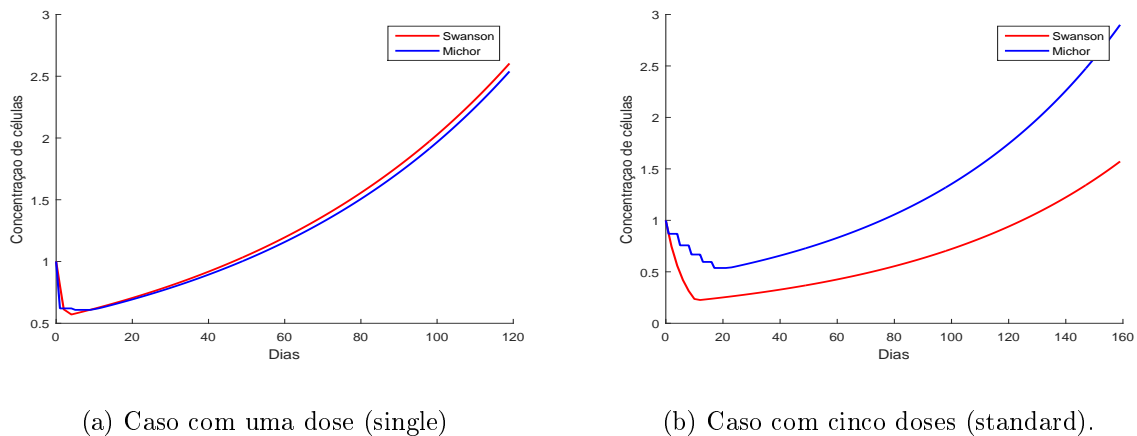 3
2.5
2
1.5
1
0.5
Concentraçao de células
Swanson
Michor
0
20
40
60
80
100
120
Dias
(a) Caso com uma dose (single)
3
2.5
2
1.5
1
0.5
0
Concentraçao de células
Swanson
Michor
0
20
40
60
80
100
120
140
160
Dias
(b) Caso com cinco doses (standard).